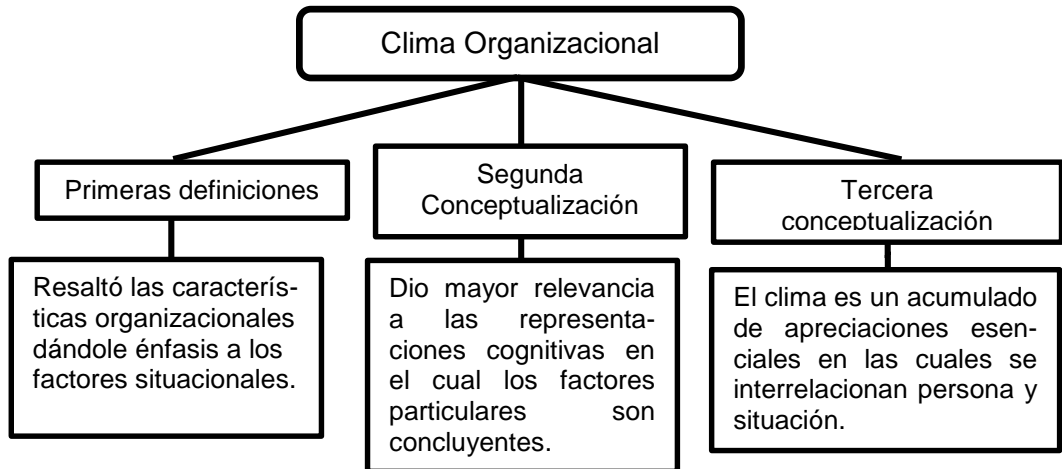 Clima Organizacional
Primeras definiciones
Segunda
Conceptualización
Tercera
conceptualización
Resaltó las caracterís-
ticas organizacionales
dándole énfasis a los
factores situacionales.
Dio mayor relevancia
a las representa-
ciones cognitivas en
el cual los factores
particulares son
concluyentes.
El clima es un acumulado
de apreciaciones esen-
ciales en las cuales se
interrelacionan persona y
situación.